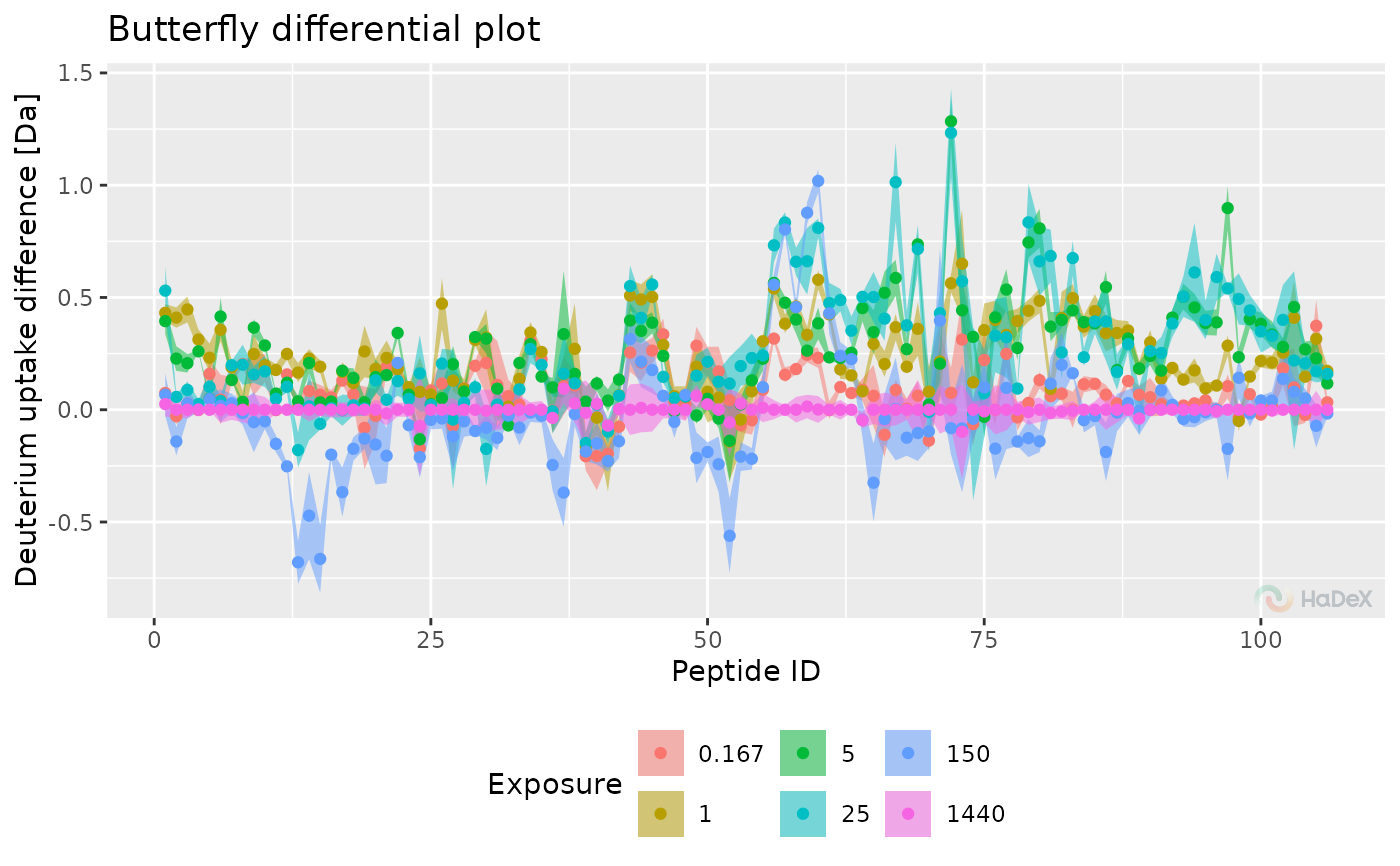 Butterfly differential plot
Deuterium uptake difference [Da]
1.5
1.0
0.5
0.0
-0.5
HaDeX
0 25 50 75 100
Peptide ID
Exposure
0.167 5 150
1 25 1440